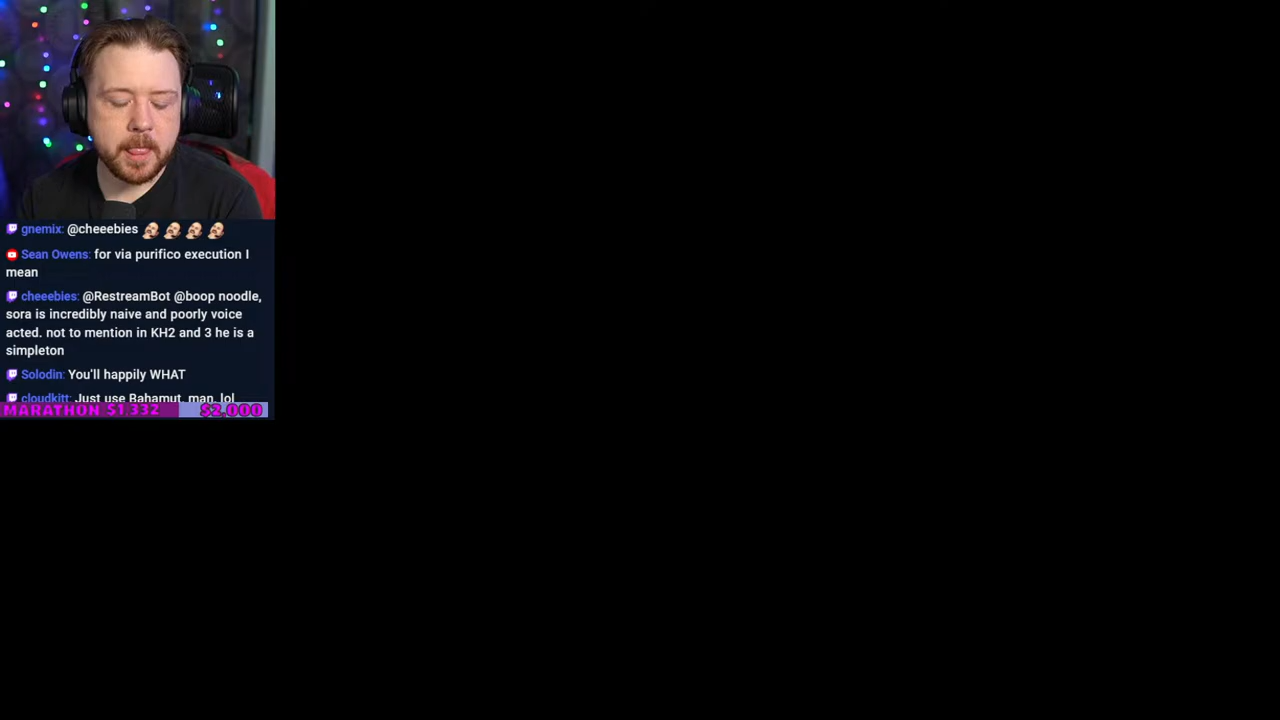 gnemix: @cheeebies
Sean Owens: for via purifico execution I
mean
cheeebies: @RestreamBot @boop noodle,
sora is incredibly naive and poorly voice
acted. not to mention in KH2 and 3 he is a
simpleton
Solodin: You'll happily WHAT
cloudkitt: Just use Bahamut, man, lol
MARATHON $1,332 $2,000